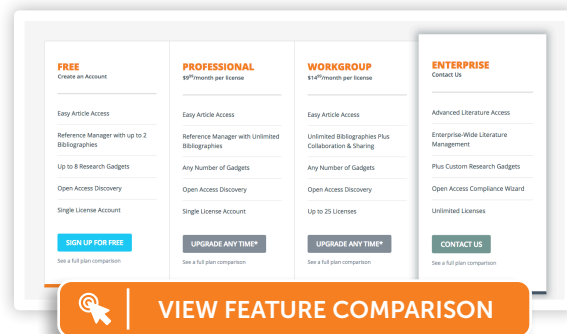 FREE
Create an Account
Easy Article Access
Reference Manager with up to 2
Bibliographies
Up to 8 Research Gadgets
Open Access Discovery
Single License Account
SIGN UP FOR FREE
See a full plan comparison
PROFESSIONAL
$9⁹⁵/month per license
Easy Article Access
Reference Manager with Unlimited
Bibliographies
Any Number of Gadgets
Open Access Discovery
Single License Account
UPGRADE ANY TIME*
See a full plan comparison
WORKGROUP
$14⁹⁵/month per license
Easy Article Access
Unlimited Bibliographies Plus
Collaboration & Sharing
Any Number of Gadgets
Open Access Discovery
Up to 25 Licenses
UPGRADE ANY TIME*
See a full plan comparison
ENTERPRISE
Contact Us
Advanced Literature Access
Enterprise-Wide Literature
Management
Plus Custom Research Gadgets
Open Access Compliance Wizard
Unlimited Licenses
CONTACT US
See a full plan comparison
VIEW FEATURE COMPARISON